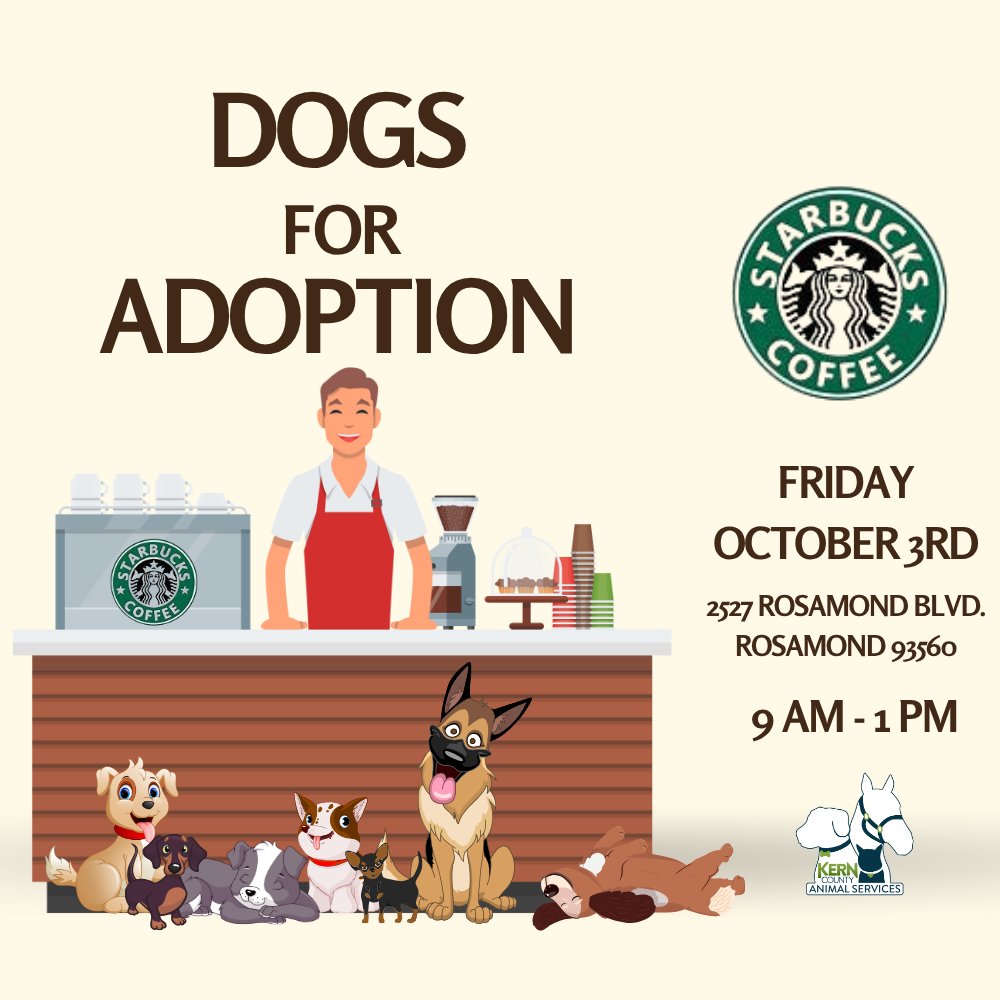 DOGS
FOR
ADOPTION
STARBUCKS
COFFEE
FRIDAY
OCTOBER 3RD
2527 ROSAMOND BLVD.
ROSAMOND 93560
9 AM - 1 PM
STARBUCKS
COFFEE
KERN
COUNTY
ANIMAL SERVICES